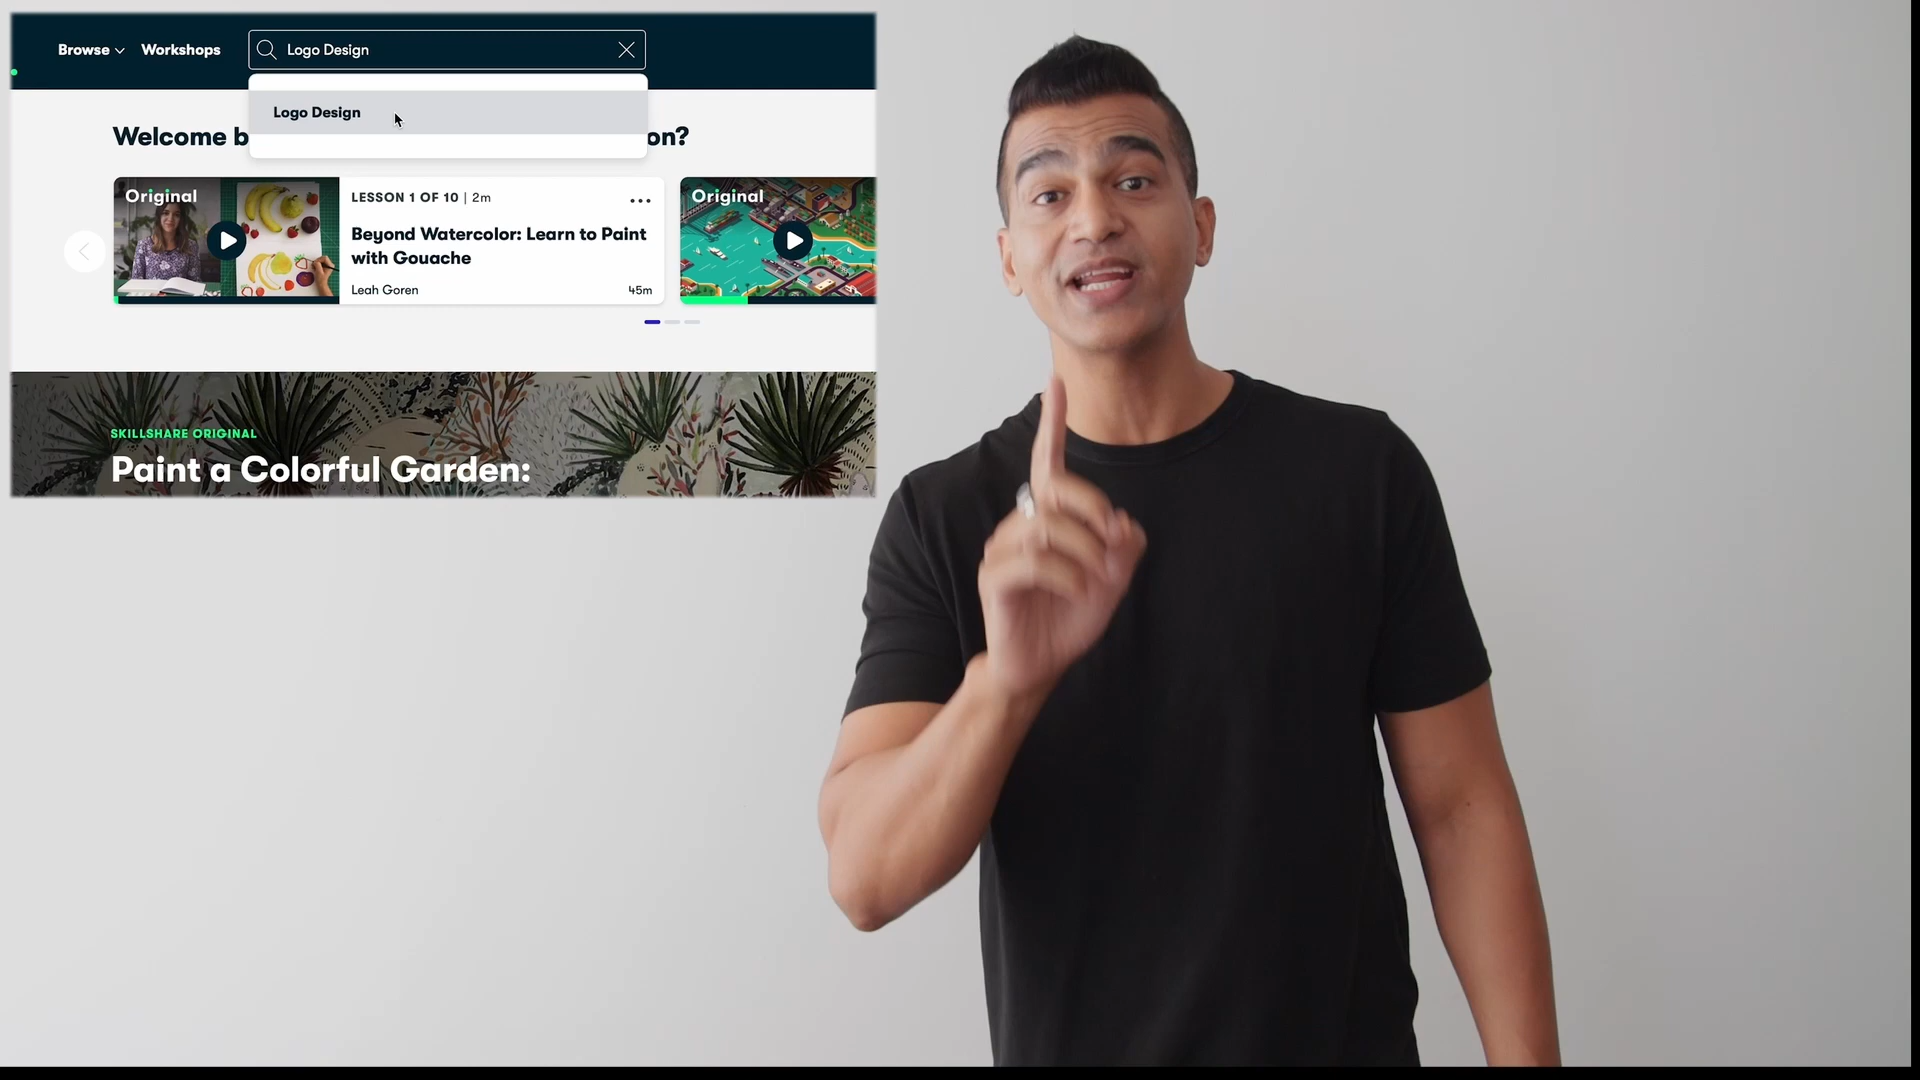 Browse Workshops Logo Design
Logo Design
Welcome b on?
Original
LESSON 1 OF 10 | 2m
Beyond Watercolor: Learn to Paint
with Gouache
Leah Goren 45m
Original
SKILLSHARE ORIGINAL
Paint a Colorful Garden: